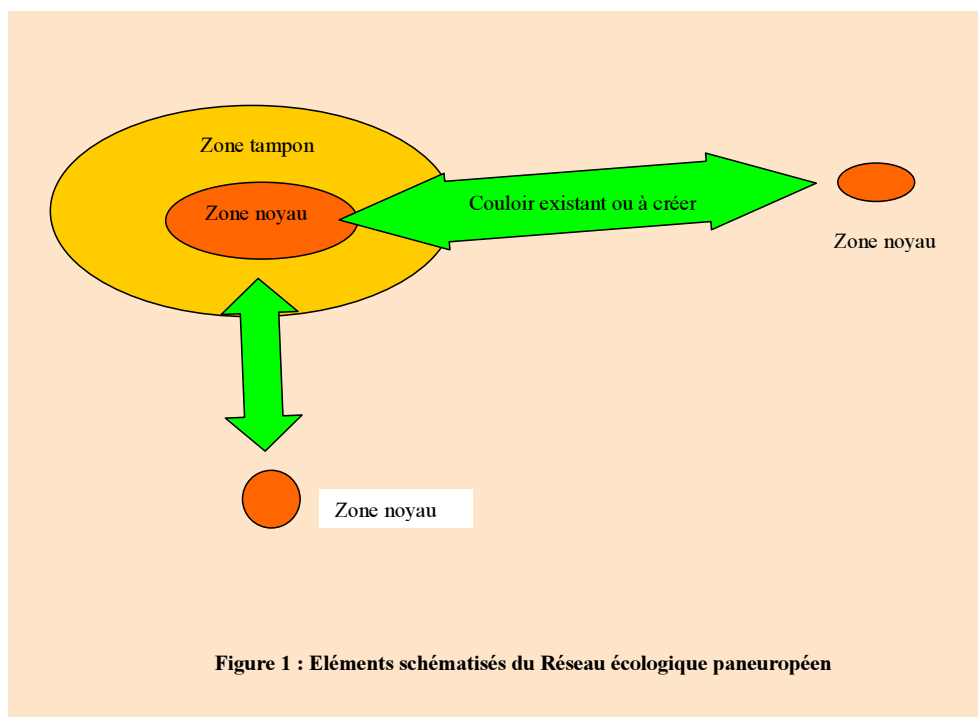 Zone tampon
Zone noyau
Couloir existant ou à créer
Zone noyau
Zone noyau
Figure 1 : Eléments schématisés du Réseau écologique paneuropéen